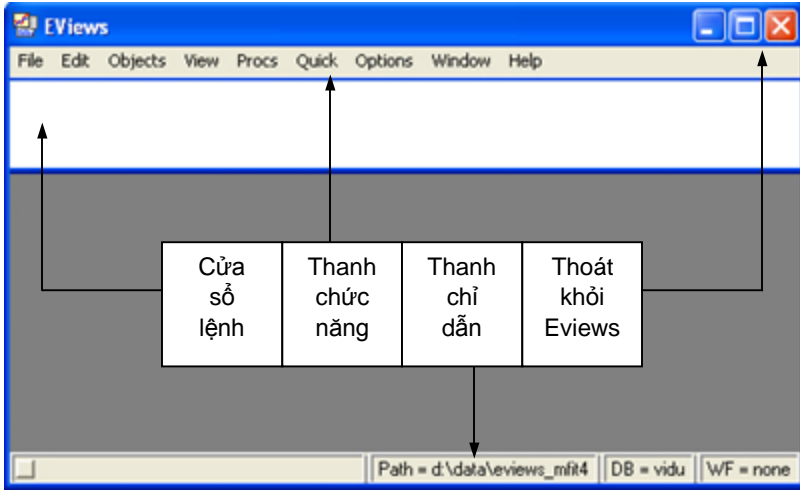 EViews
File Edit Objects View Procs Quick Options Window Help
Cửa
sổ
lệnh
Thanh
chức
năng
Thanh
chỉ
dẫn
Thoát
khỏi
Eviews
Path = d:\data\eviews_mfit4 DB = vidu WF = none